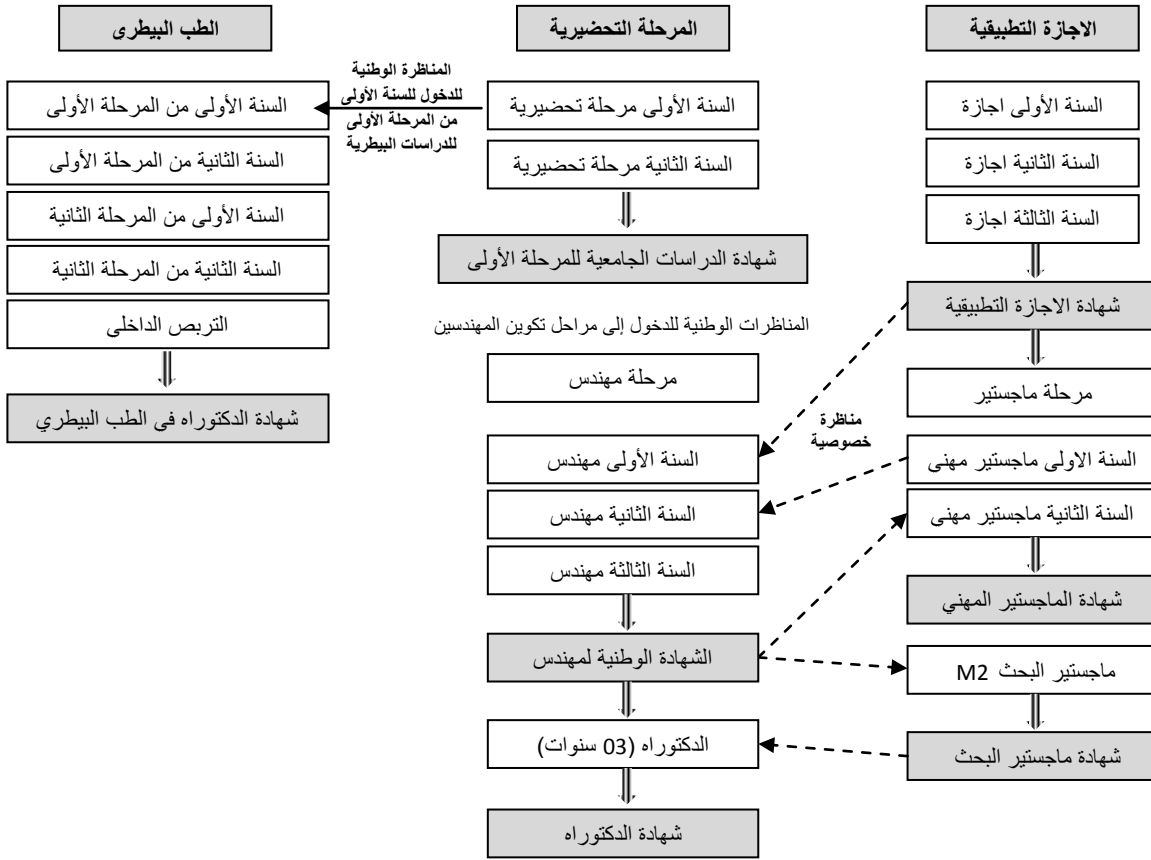 الاجازة التطبيقية
السنة الأولى اجازة
السنة الثانية اجازة
السنة الثالثة اجازة
شهادة الاجازة التطبيقية
مرحلة ماجستير
السنة الاولى ماجستير مهنى
السنة الثانية ماجستير مهنى
شهادة الماجستير المهني
ماجستير البحث M2
شهادة ماجستير البحث
مناظرة
خصوصية
المرحلة التحضيرية
السنة الأولى مرحلة تحضيرية
السنة الثانية مرحلة تحضيرية
شهادة الدراسات الجامعية للمرحلة الأولى
المناظرات الوطنية للدخول إلى مراحل تكوين المهندسين
مرحلة مهندس
السنة الأولى مهندس
السنة الثانية مهندس
السنة الثالثة مهندس
الشهادة الوطنية لمهندس
الدكتوراه (03 سنوات)
شهادة الدكتوراه
المناظرة الوطنية
للدخول للسنة الأولى
من المرحلة الأولى
للدراسات البيطرية
الطب البيطرى
السنة الأولى من المرحلة الأولى
السنة الثانية من المرحلة الأولى
السنة الأولى من المرحلة الثانية
السنة الثانية من المرحلة الثانية
التربص الداخلى
شهادة الدكتوراه فى الطب البيطري